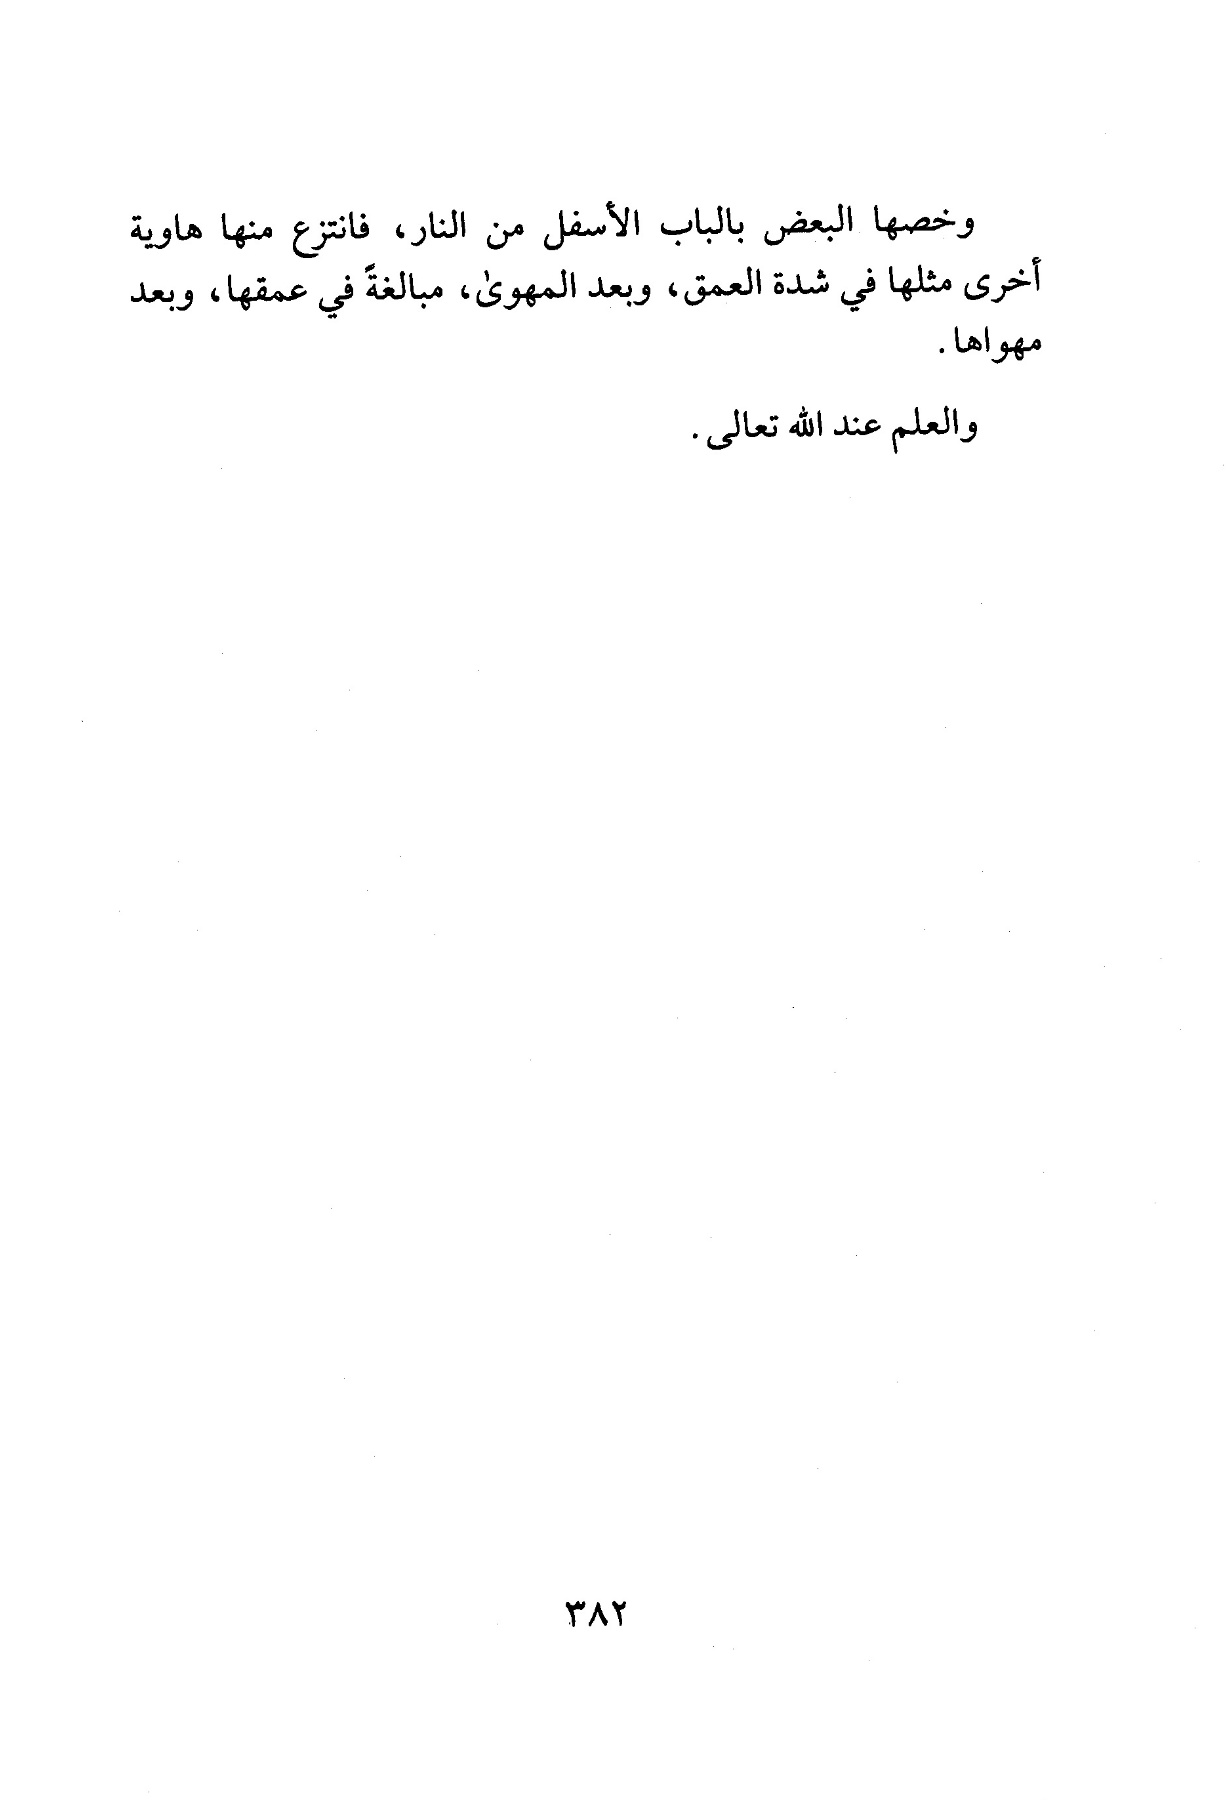 وخصها البعض بالباب الأسفل من النار، فانتزع منها هاوية
أخرى مثلها في شدة العمق، وبعد المهوىٰ، مبالغةً في عمقها، وبعد
مهواها.
والعلم عند الله تعالى.
٣٨٢